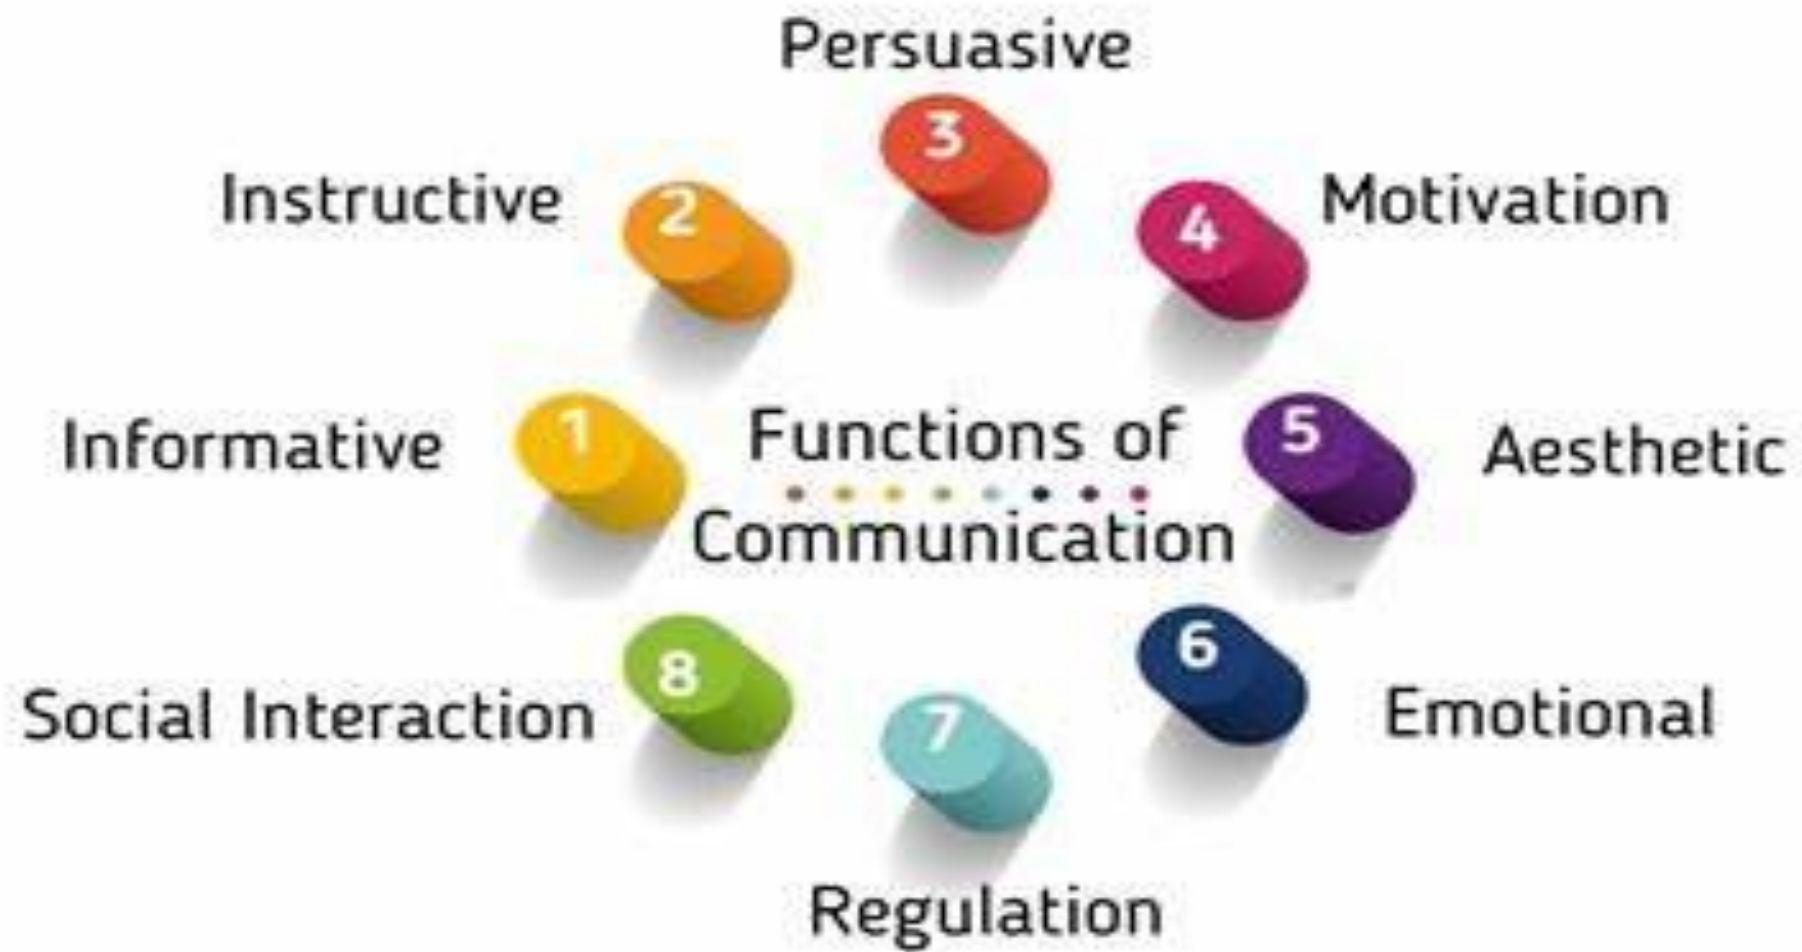 Persuasive
3
Instructive
2
4
Motivation
Informative
1
Functions of
Communication
5
Aesthetic
Social Interaction
8
6
Emotional
7
Regulation